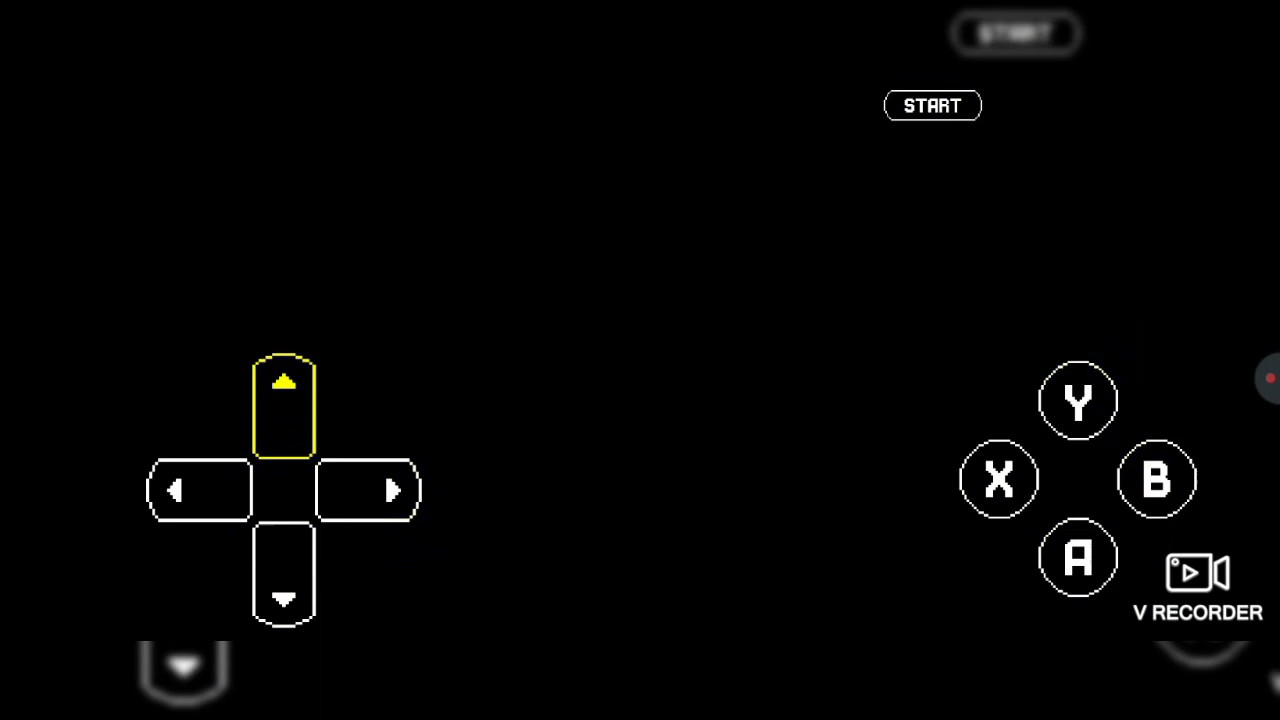 START
START
Y
X B
A
V RECORDER